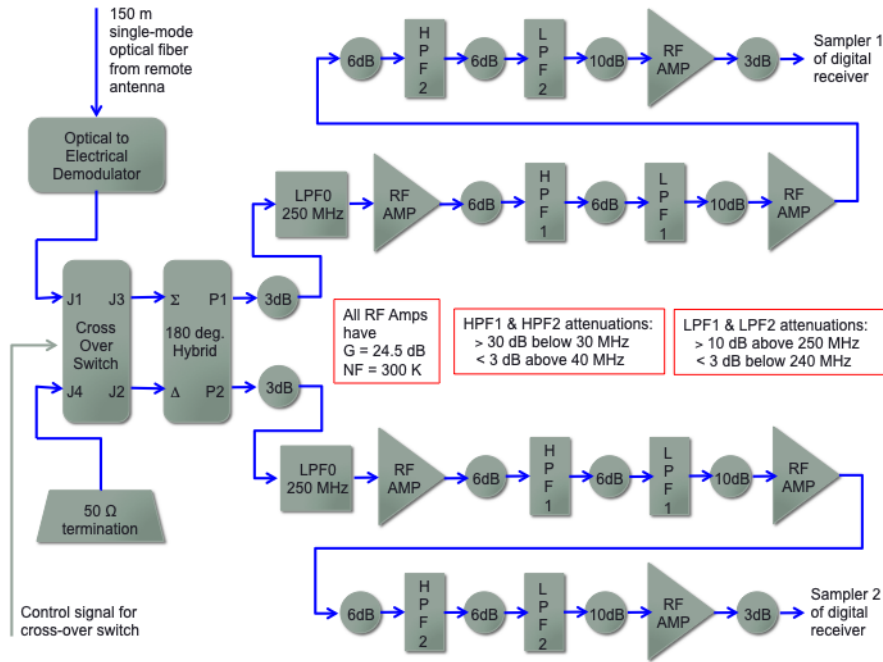 150 m
single-mode
optical fiber
from remote
antenna
Optical to
Electrical
Demodulator
6dB
H
P
F
2
6dB
L
P
F
2
10dB
RF
AMP
3dB
Sampler 1
of digital
receiver
LPF0
250 MHz
RF
AMP
6dB
H
P
F
1
6dB
L
P
F
1
10dB
RF
AMP
J1
J3
Cross
Over
Switch
J4
J2
Σ
P1
180 deg.
Hybrid
Δ
P2
3dB
3dB
All RF Amps
have
G = 24.5 dB
NF = 300 K
HPF1 & HPF2 attenuations:
> 30 dB below 30 MHz
< 3 dB above 40 MHz
LPF1 & LPF2 attenuations:
> 10 dB above 250 MHz
< 3 dB below 240 MHz
LPF0
250 MHz
RF
AMP
6dB
H
P
F
1
6dB
L
P
F
1
10dB
RF
AMP
50 Ω
termination
Control signal for
cross-over switch
6dB
H
P
F
2
6dB
L
P
F
2
10dB
RF
AMP
3dB
Sampler 2
of digital
receiver